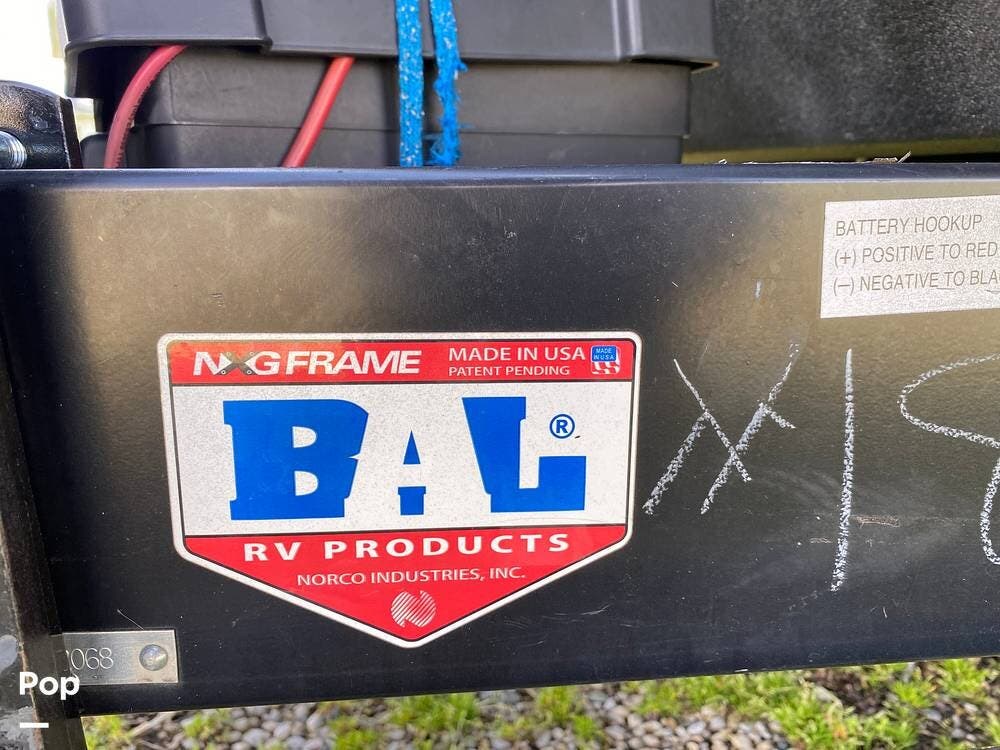 BATTERY HOOKUP
(+) POSITIVE TO RED
(–) NEGATIVE TO
NXG FRAME
MADE IN USA
PATENT PENDING
MADE
IN USA
BAL®
RV PRODUCTS
NORCO INDUSTRIES, INC.
068
Pop